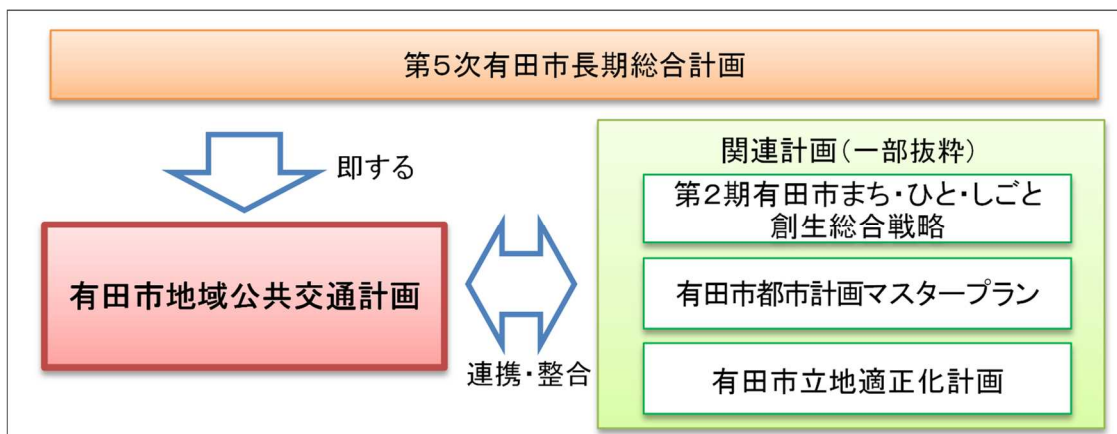 第5次有田市長期総合計画
即する
関連計画(一部抜粋)
第2期有田市まち・ひと・しごと
創生総合戦略
有田市地域公共交通計画
有田市都市計画マスタープラン
連携・整合
有田市立地適正化計画